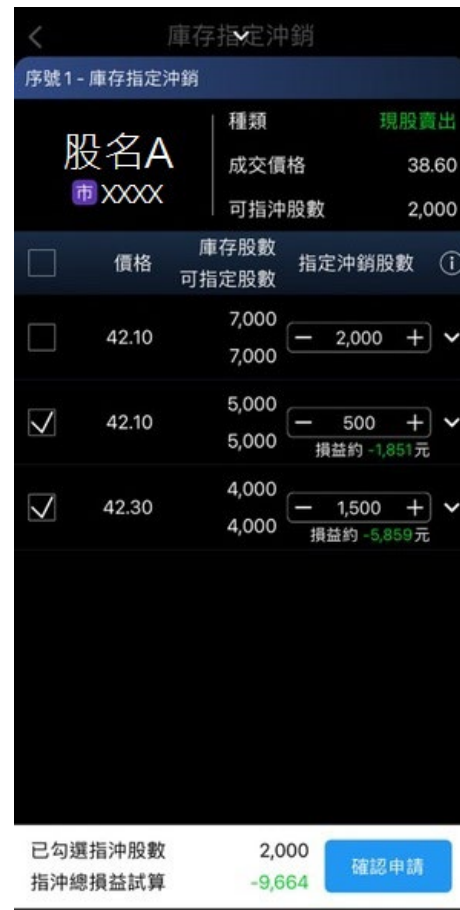 庫存指定沖銷
序號1-庫存指定沖銷
股名A
市 XXXX
種類 現股賣出
成交價格 38.60
可指沖股數 2,000
價格 庫存股數 可指定股數 指定沖銷股數
42.10 7,000 7,000 2,000
42.10 5,000 5,000 500
損益約 -1,851元
42.30 4,000 4,000 1,500
損益約 -5,859元
已勾選指沖股數 2,000
指沖總損益試算 -9,664
確認申請